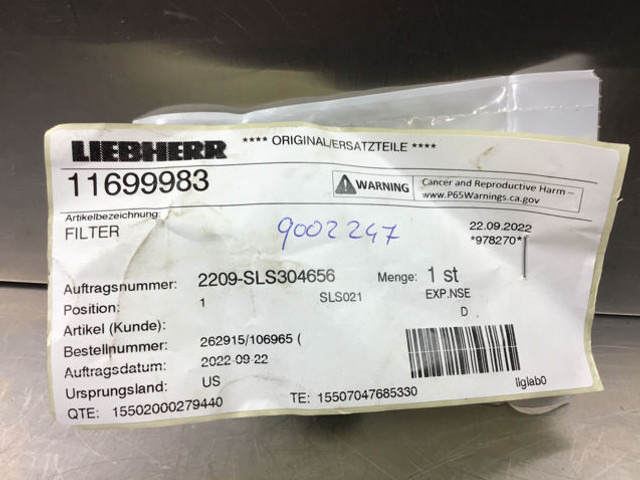 LIEBHERR **** ORIGINAL/ERSATZTEILE ****
11699983
WARNING Cancer and Reproductive Harm –
www.P65Warnings.ca.gov
Artikelbezeichnung:
FILTER
9002247
22.09.2022
*978270*
Auftragsnummer: 2209-SLS304656 Menge: 1 st
Position: 1 SLS021 EXP.NSE
D
Artikel (Kunde):
Bestellnummer: 262915/106965 (
Auftragsdatum: 2022-09-22
Ursprungsland: US
liglab0
QTE: 15502000279440 TE: 15507047685330